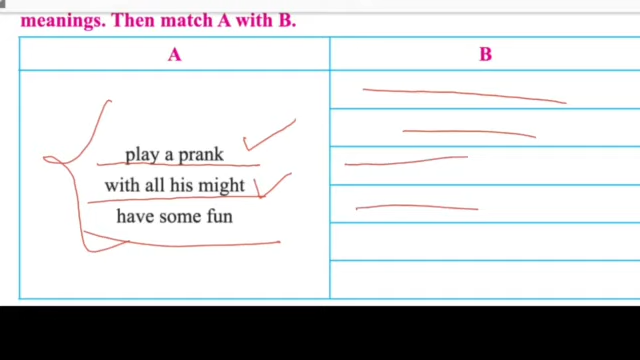 meanings. Then match A with B.
A
B
play a prank
with all his might
have some fun